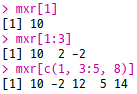 > mxr[1]
[1] 10
> mxr[1:3]
[1] 10  2 -2
> mxr[c(1, 3:5, 8)]
[1] 10 -2 12  5 14